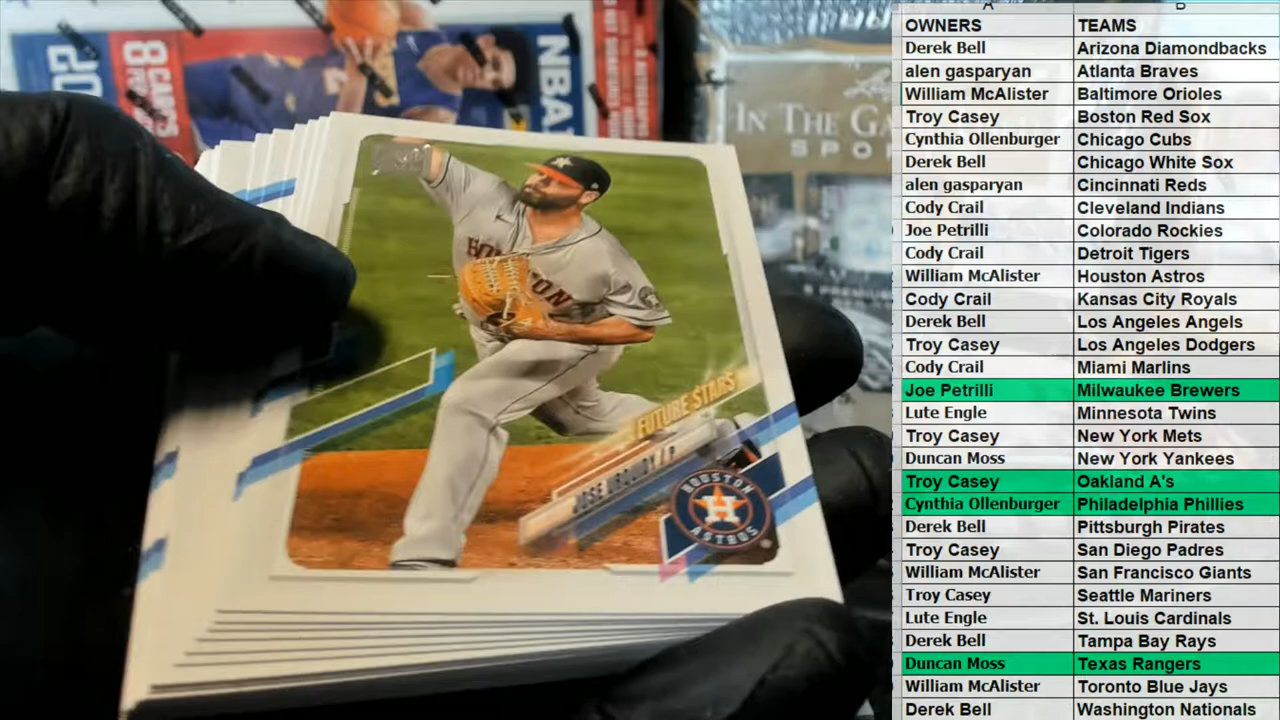 8 CARDS
NBA
IN THE GA
SPO
HOUSTON
FUTURE STARS
JOSE URQUIDY / P
HOUSTON
H
ASTROS
A B
OWNERS TEAMS
Derek Bell Arizona Diamondbacks
alen gasparyan Atlanta Braves
William McAlister Baltimore Orioles
Troy Casey Boston Red Sox
Cynthia Ollenburger Chicago Cubs
Derek Bell Chicago White Sox
alen gasparyan Cincinnati Reds
Cody Crail Cleveland Indians
Joe Petrilli Colorado Rockies
Cody Crail Detroit Tigers
William McAlister Houston Astros
Cody Crail Kansas City Royals
Derek Bell Los Angeles Angels
Troy Casey Los Angeles Dodgers
Cody Crail Miami Marlins
Joe Petrilli Milwaukee Brewers
Lute Engle Minnesota Twins
Troy Casey New York Mets
Duncan Moss New York Yankees
Troy Casey Oakland A's
Cynthia Ollenburger Philadelphia Phillies
Derek Bell Pittsburgh Pirates
Troy Casey San Diego Padres
William McAlister San Francisco Giants
Troy Casey Seattle Mariners
Lute Engle St. Louis Cardinals
Derek Bell Tampa Bay Rays
Duncan Moss Texas Rangers
William McAlister Toronto Blue Jays
Derek Bell Washington Nationals